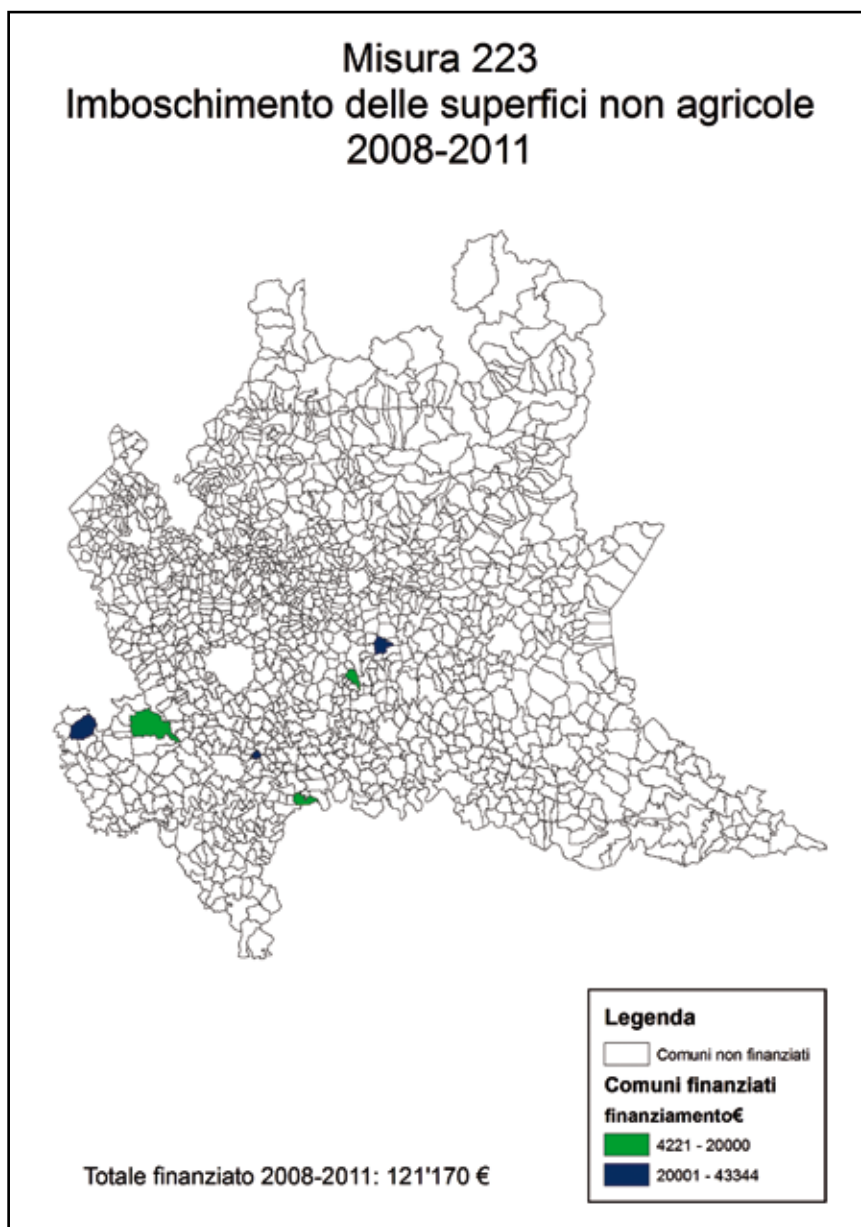 Misura 223
Imboschimento delle superfici non agricole
2008-2011
Legenda
Comuni non finanziati
Comuni finanziati
finanziamento€
4221 - 20000
20001 - 43344
Totale finanziato 2008-2011: 121'170 €